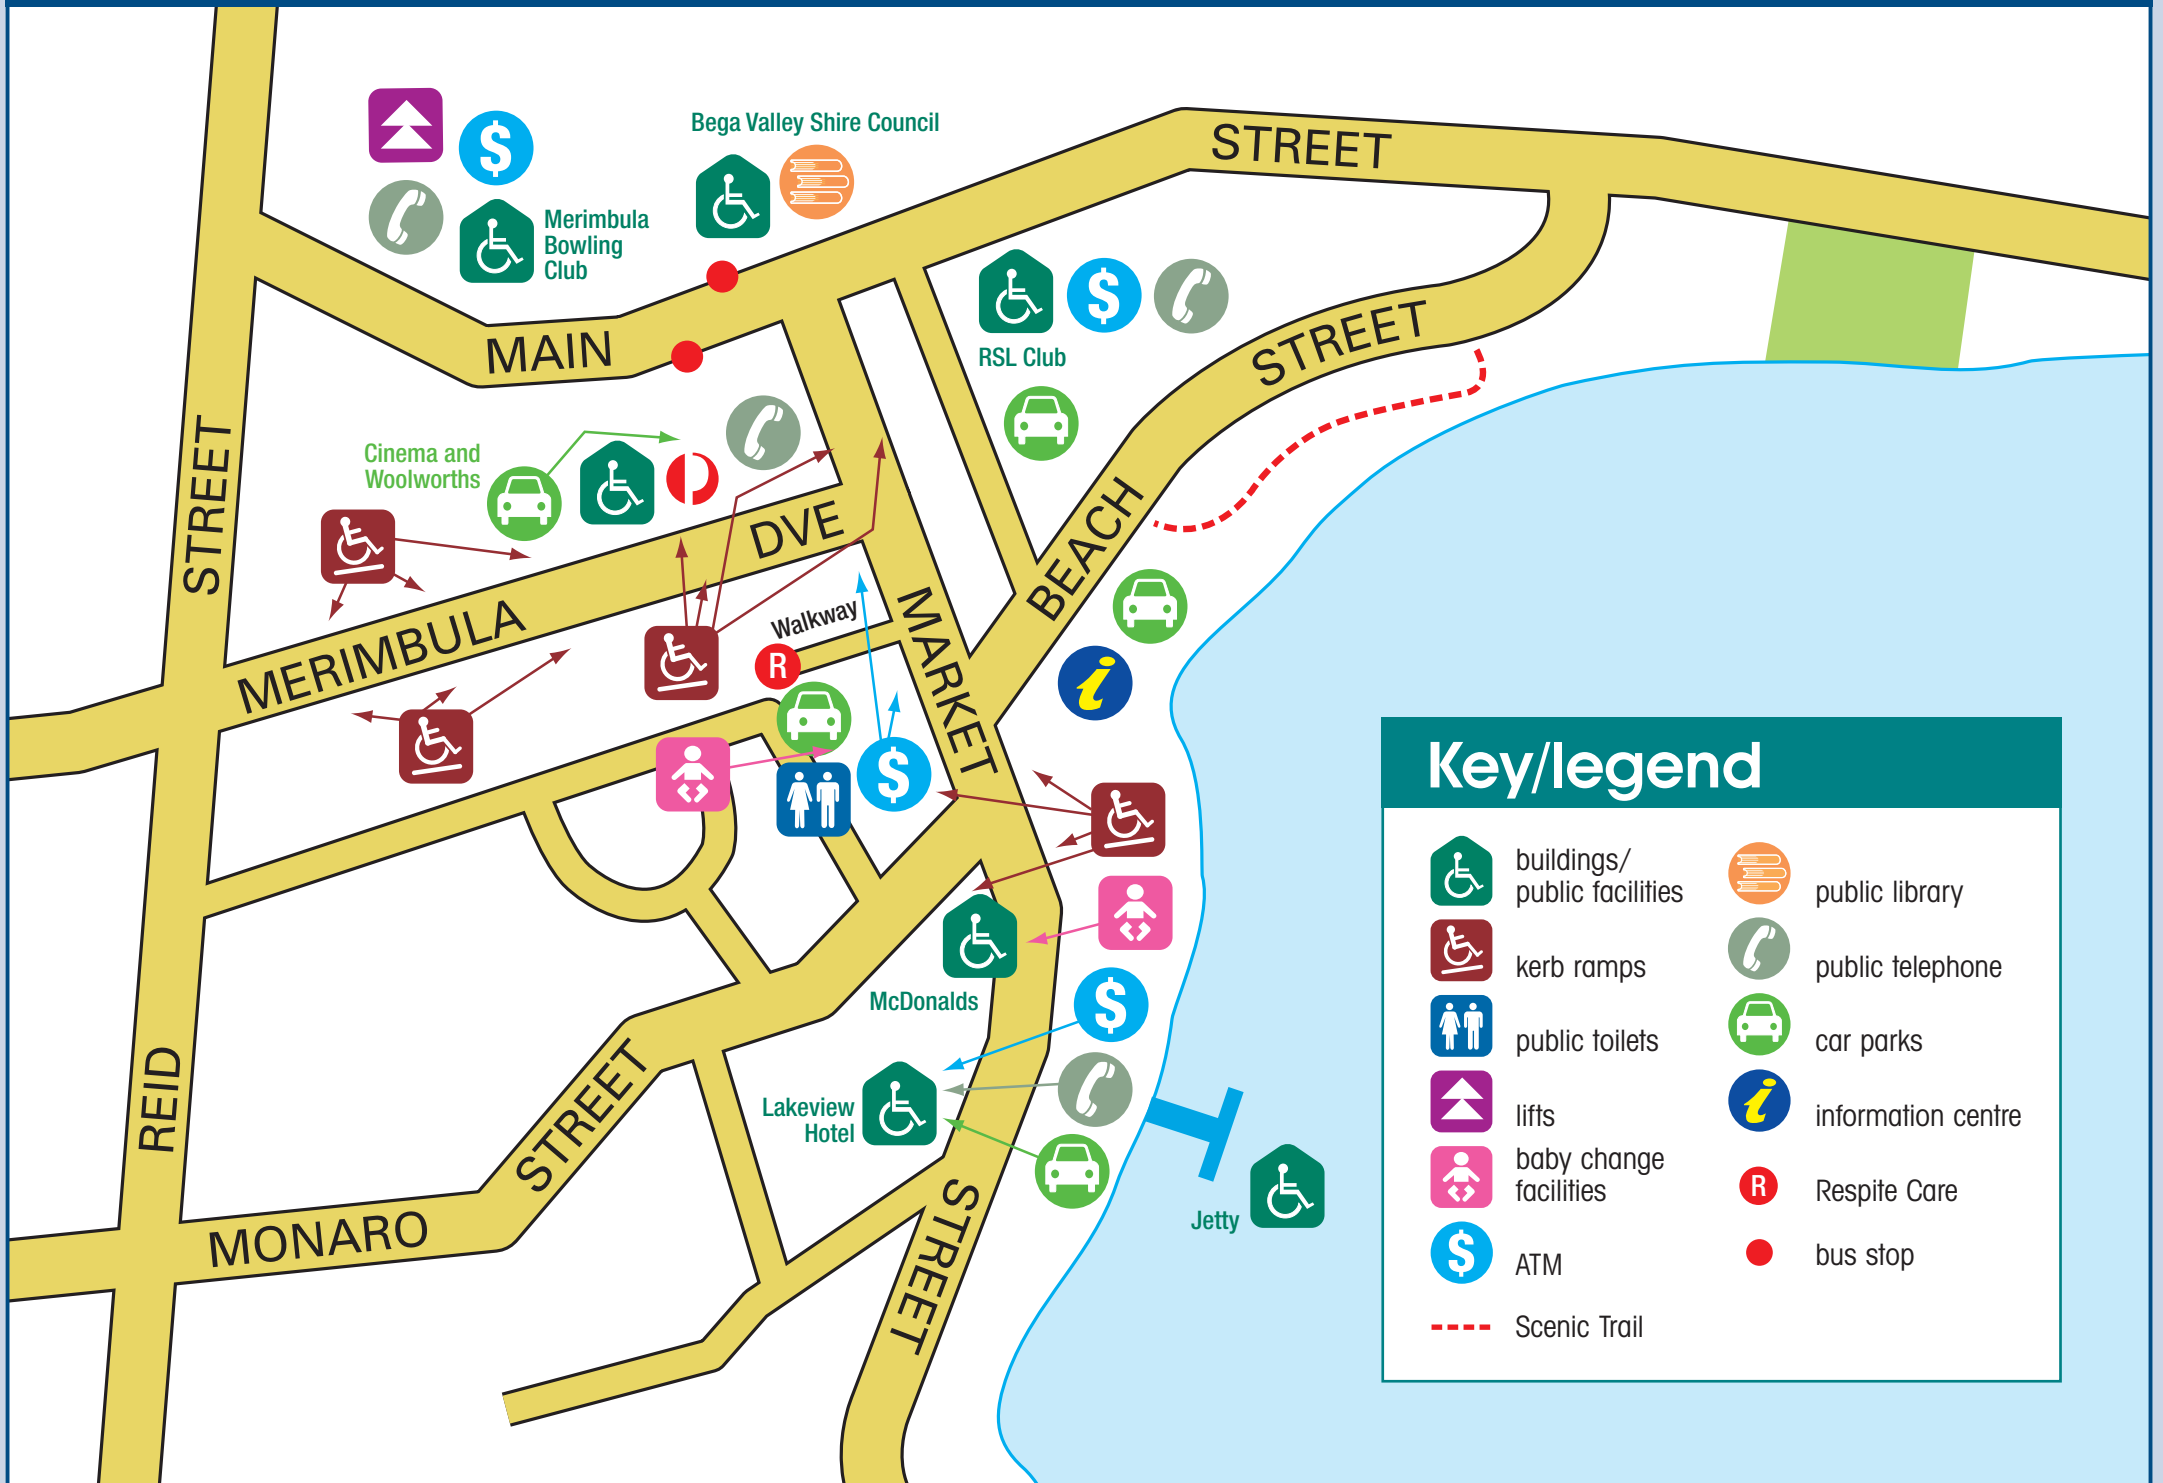 STREET
Bega Valley Shire Council
$
Merimbula
Bowling
Club
MAIN
STREET
$
RSL Club
STREET
Cinema and
Woolworths
DVE
BEACH
MERIMBULA
Walkway
R
MARKET
i
$
McDonalds
$
REID
STREET
Lakeview
Hotel
MONARO
STREET
Jetty
STREET
Key/legend
buildings/
public facilities
public library
kerb ramps
public telephone
public toilets
car parks
lifts
i
information centre
baby change
facilities
R
Respite Care
$
ATM
bus stop
Scenic Trail